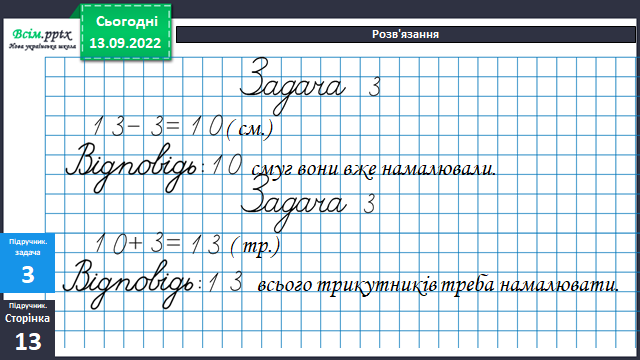 Всім.pptx
Нова українська школа
Сьогодні
13.09.2022
Розв'язання
Задача 3
13-3=10 (см.)
Відповідь: 10 смуг вони вже намалювали.
Задача 3
10+3=13 (тр.)
Відповідь: 13 всього трикутників треба намалювати.
Підручник.
задача
3
Підручник.
Сторінка
13